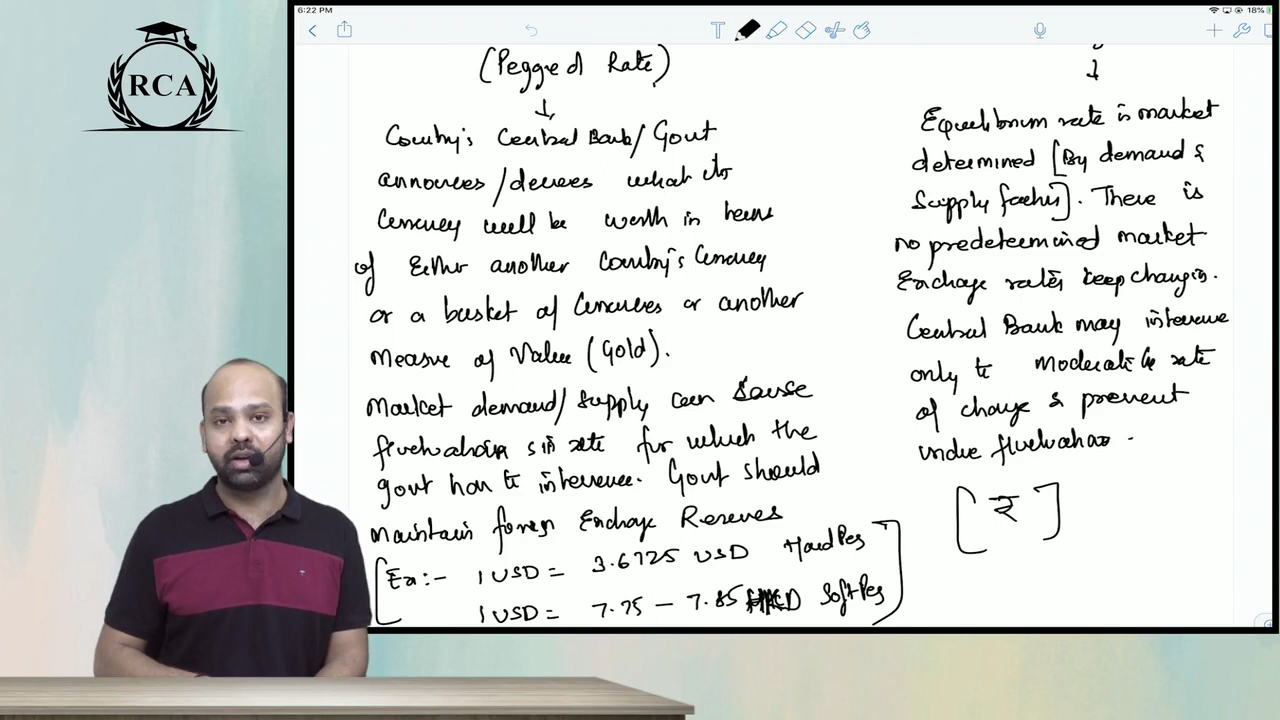 6:22 PM
18%
RCA
(Pegged Rate)
Country's Central Bank/Govt
announces/decrees what its
Currency will be worth in terms
of Either another Country's Currency
or a basket of Currencies or another
Measure of Value (Gold).
Market demand/supply can cause
fluctuations in rate for which the
govt has to intervene. Govt should
Maintain foreign Exchange Reserves
Ex:- 1 USD = 3.6725 USD Hard Peg
1 USD = 7.75 - 7.85 Soft Peg
Equilibrium rate is market
determined [By demand &
Supply factors]. There is
no predetermined market
Exchange rates keep changing.
Central Bank may intervene
only to Moderate the rate
of change & prevent
undue fluctuation.
[₹]